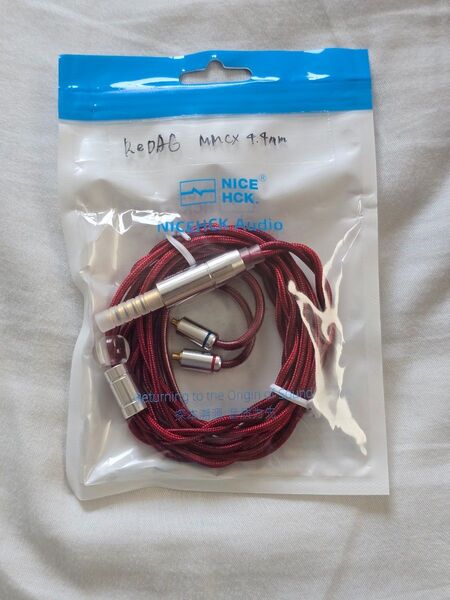 ReDAG MMCX 4.4mm
NICE®
HCK.
NICEHCK Audio
Returning to the Origin of Sound